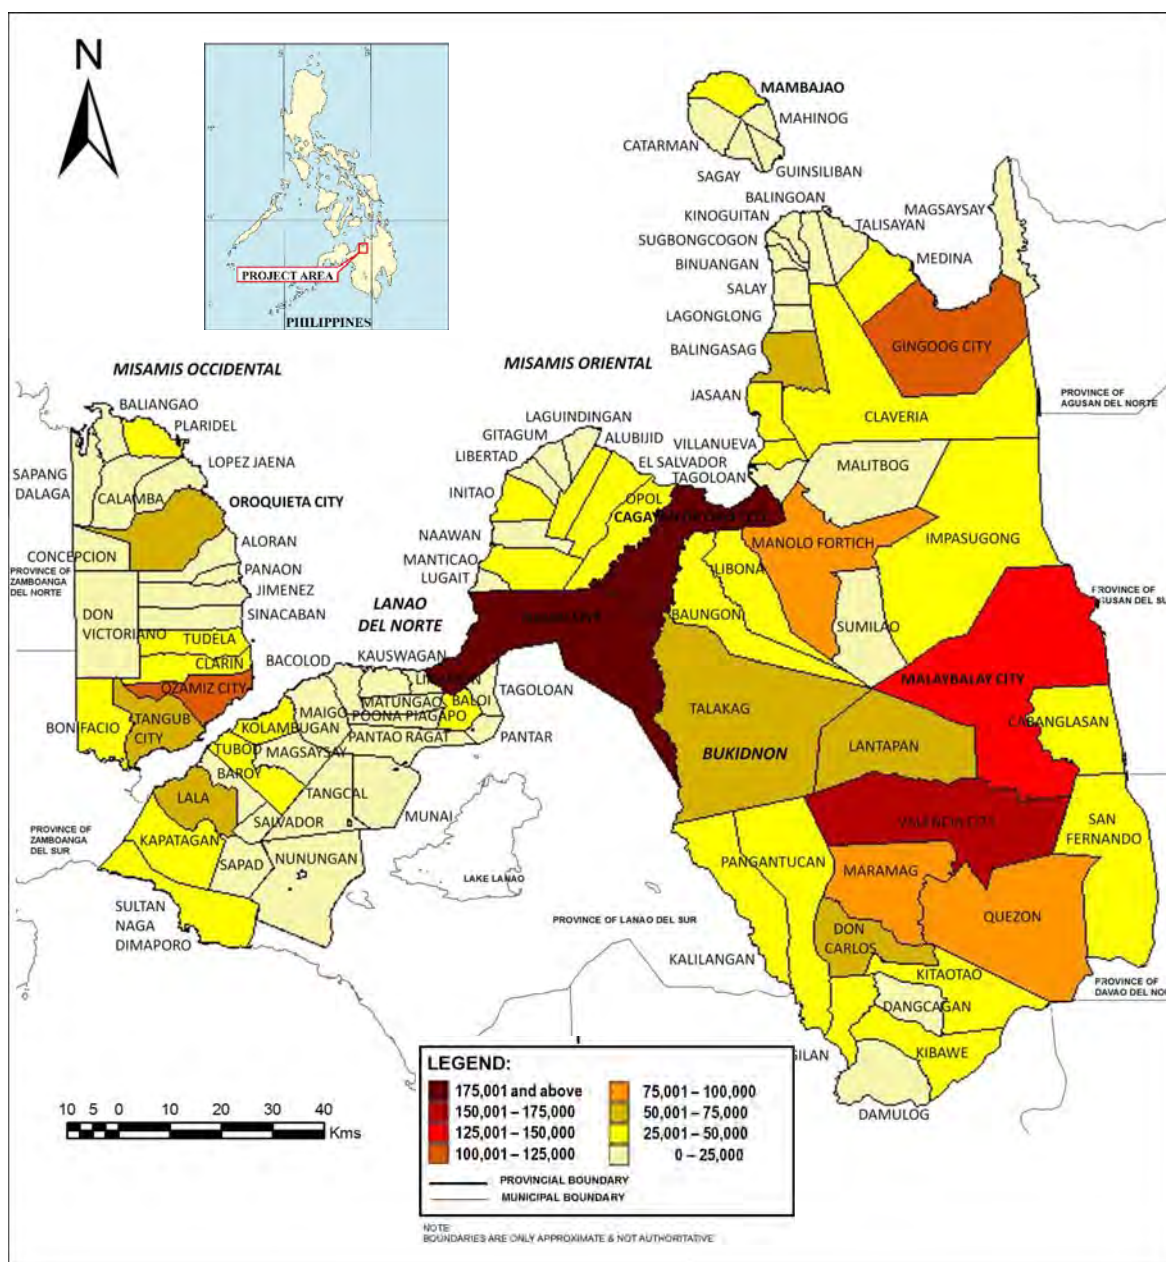 N
PROJECT AREA
PHILIPPINES
MAMBAJAO
MAHINOG
CATARMAN
SAGAY
GUINSILIBAN
BALINGOAN
KINOGUITAN
TALISAYAN
MAGSAYSAY
SUGBONGCOGON
MEDINA
BINUANGAN
SALAY
LAGONGLONG
GINGOOG CITY
BALINGASAG
MISAMIS OCCIDENTAL
MISAMIS ORIENTAL
JASAAN
PROVINCE OF
AGUSAN DEL NORTE
BALIANGAO
PLARIDEL
LAGUINDINGAN
GITAGUM
ALUBIJID
LIBERTAD
EL SALVADOR
VILLANUEVA
CLAVERIA
LOPEZ JAENA
SAPANG
DALAGA
CALAMBA
TAGOLOAN
MALITBOG
INITAO
OPOL
OROQUIETA CITY
NAAWAN
ALORAN
MANOLO FORTICH
IMPASUGONG
CONCEPCION
MANTICAO
LUGAIT
LIBONA
PROVINCE OF
ZAMBOANGA
DEL NORTE
PANAON
JIMENEZ
SINACABAN
DON
VICTORIANO
LANAO
DEL NORTE
BAUNGON
SUMILAO
PROVINCE OF
TUDELA
CLARIN
BACOLOD
KAUSWAGAN
OZAMIZ CITY
TAGOLOAN
MALAYBALAY CITY
MATUNGAO
BALOI
POONA PIAGAPO
MAIGO
KOLAMBUGAN
TALAKAG
CABANGLASAN
BONIFACIO
TANGUB
CITY
TUBOD
MAGSAYSAY
PANTAO RAGAT
PANTAR
BUKIDNON
LANTAPAN
BAROY
LALA
TANGCAL
MUNAI
SALVADOR
VALENCIA CITY
SAN
FERNANDO
PROVINCE OF
ZAMBOANGA
DEL SUR
KAPATAGAN
SAPAD
NUNUNGAN
LAKE LANAO
PANGANTUCAN
MARAMAG
SULTAN
NAGA
DIMAPORO
PROVINCE OF LANAO DEL SUR
QUEZON
DON
CARLOS
KALILANGAN
KITAOTAO
PROVINCE OF
DANGCAGAN
GILAN
KIBAWE
DAMULOG
LEGEND:
175,001 and above
150,001 – 175,000
125,001 – 150,000
100,001 – 125,000
75,001 – 100,000
50,001 – 75,000
25,001 – 50,000
0 – 25,000
PROVINCIAL BOUNDARY
MUNICIPAL BOUNDARY
10 5 0 10 20 30 40
Kms
NOTE
BOUNDARIES ARE ONLY APPROXIMATE & NOT AUTHORITATIVE